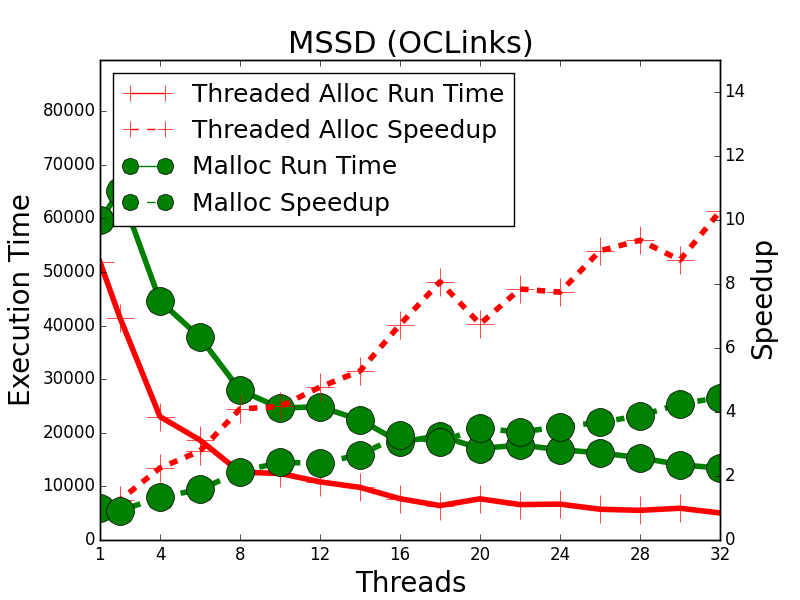 MSSD (OCLinks)
Threaded Alloc Run Time
Threaded Alloc Speedup
Malloc Run Time
Malloc Speedup
Execution Time
80000
70000
60000
50000
40000
30000
20000
10000
0
14
12
10
8
6
4
2
0
Speedup
1 4 8 12 16 20 24 28 32
Threads